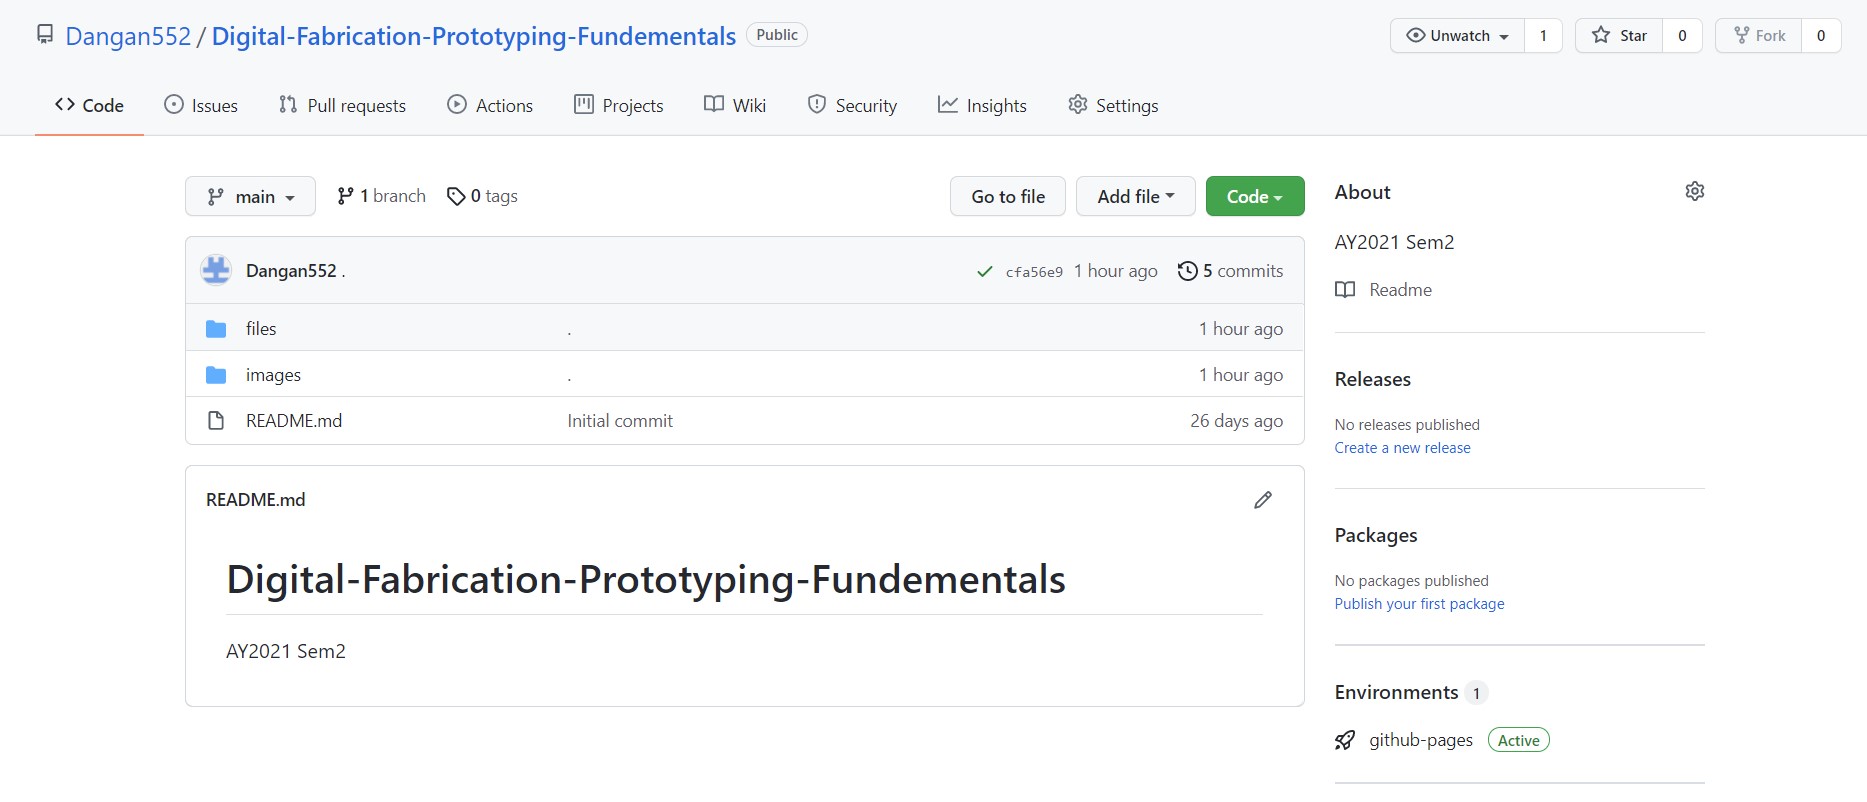 Dangan552 / Digital-Fabrication-Prototyping-Fundementals Public Unwatch 1 Star 0 Fork 0
Code Issues Pull requests Actions Projects Wiki Security Insights Settings
main 1 branch 0 tags Go to file Add file Code
Dangan552 . cfa56e9 1 hour ago 5 commits
files . 1 hour ago
images . 1 hour ago
README.md Initial commit 26 days ago
README.md
Digital-Fabrication-Prototyping-Fundementals
AY2021 Sem2
About
AY2021 Sem2
Readme
Releases
No releases published
Create a new release
Packages
No packages published
Publish your first package
Environments 1
github-pages Active